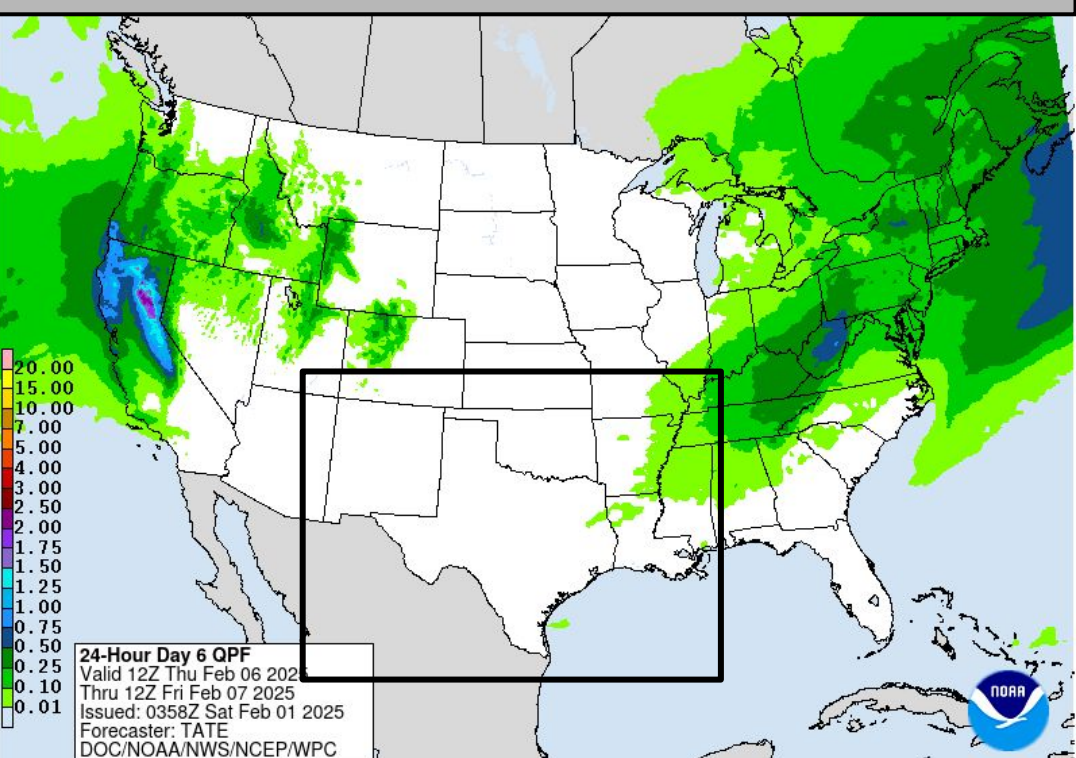 20.00
15.00
10.00
7.00
5.00
4.00
3.00
2.50
2.00
1.75
1.50
1.25
1.00
0.75
0.50
0.25
0.10
0.01
24-Hour Day 6 QPF
Valid 12Z Thu Feb 06 2025
Thru 12Z Fri Feb 07 2025
Issued: 0358Z Sat Feb 01 2025
Forecaster: TATE
DOC/NOAA/NWS/NCEP/WPC
NOAA